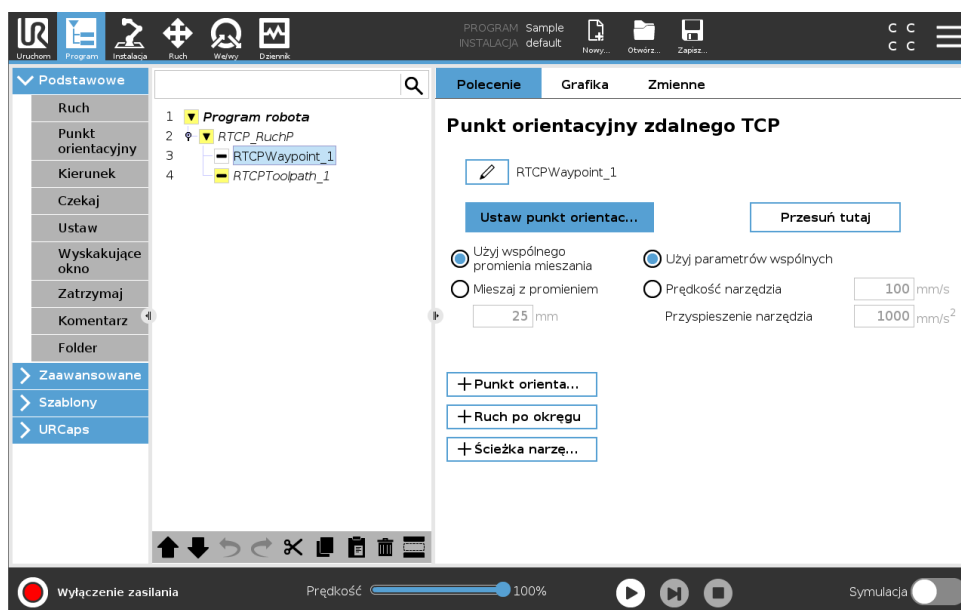 UR
Uruchom
Program
Instalacja
Ruch
We/wy
Dziennik
PROGRAM Sample
INSTALACJA default
Nowy...
Otwórz...
Zapisz...
C C
C C
Podstawowe
Ruch
Punkt
orientacyjny
Kierunek
Czekaj
Ustaw
Wyskakujące
okno
Zatrzymaj
Komentarz
Folder
Zaawansowane
Szablony
URCaps
1 Program robota
2 RTCP_RuchP
3 RTCPWaypoint_1
4 RTCPToolpath_1
Polecenie Grafika Zmienne
Punkt orientacyjny zdalnego TCP
RTCPWaypoint_1
Ustaw punkt orientac... Przesuń tutaj
Użyj wspólnego
promienia mieszania
Mieszaj z promieniem
25 mm
Użyj parametrów wspólnych
Prędkość narzędzia 100 mm/s
Przyspieszenie narzędzia 1000 mm/s²
+ Punkt orienta...
+ Ruch po okręgu
+ Ścieżka narzę...
Wyłączenie zasilania
Prędkość 100%
Symulacja